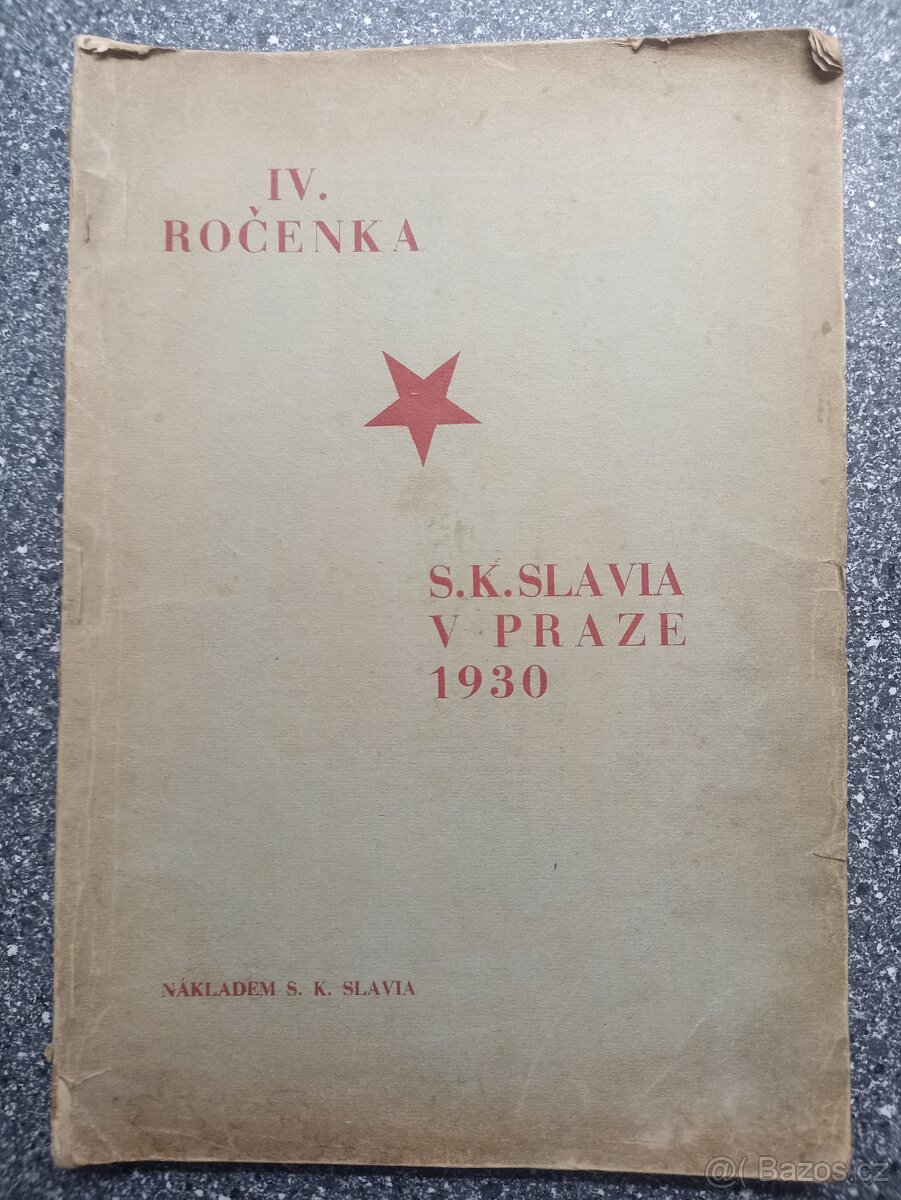 IV.
ROČENKA
S.K.SLAVIA
V PRAZE
1930
NÁKLADEM S. K. SLAVIA
@( Bazos.cz